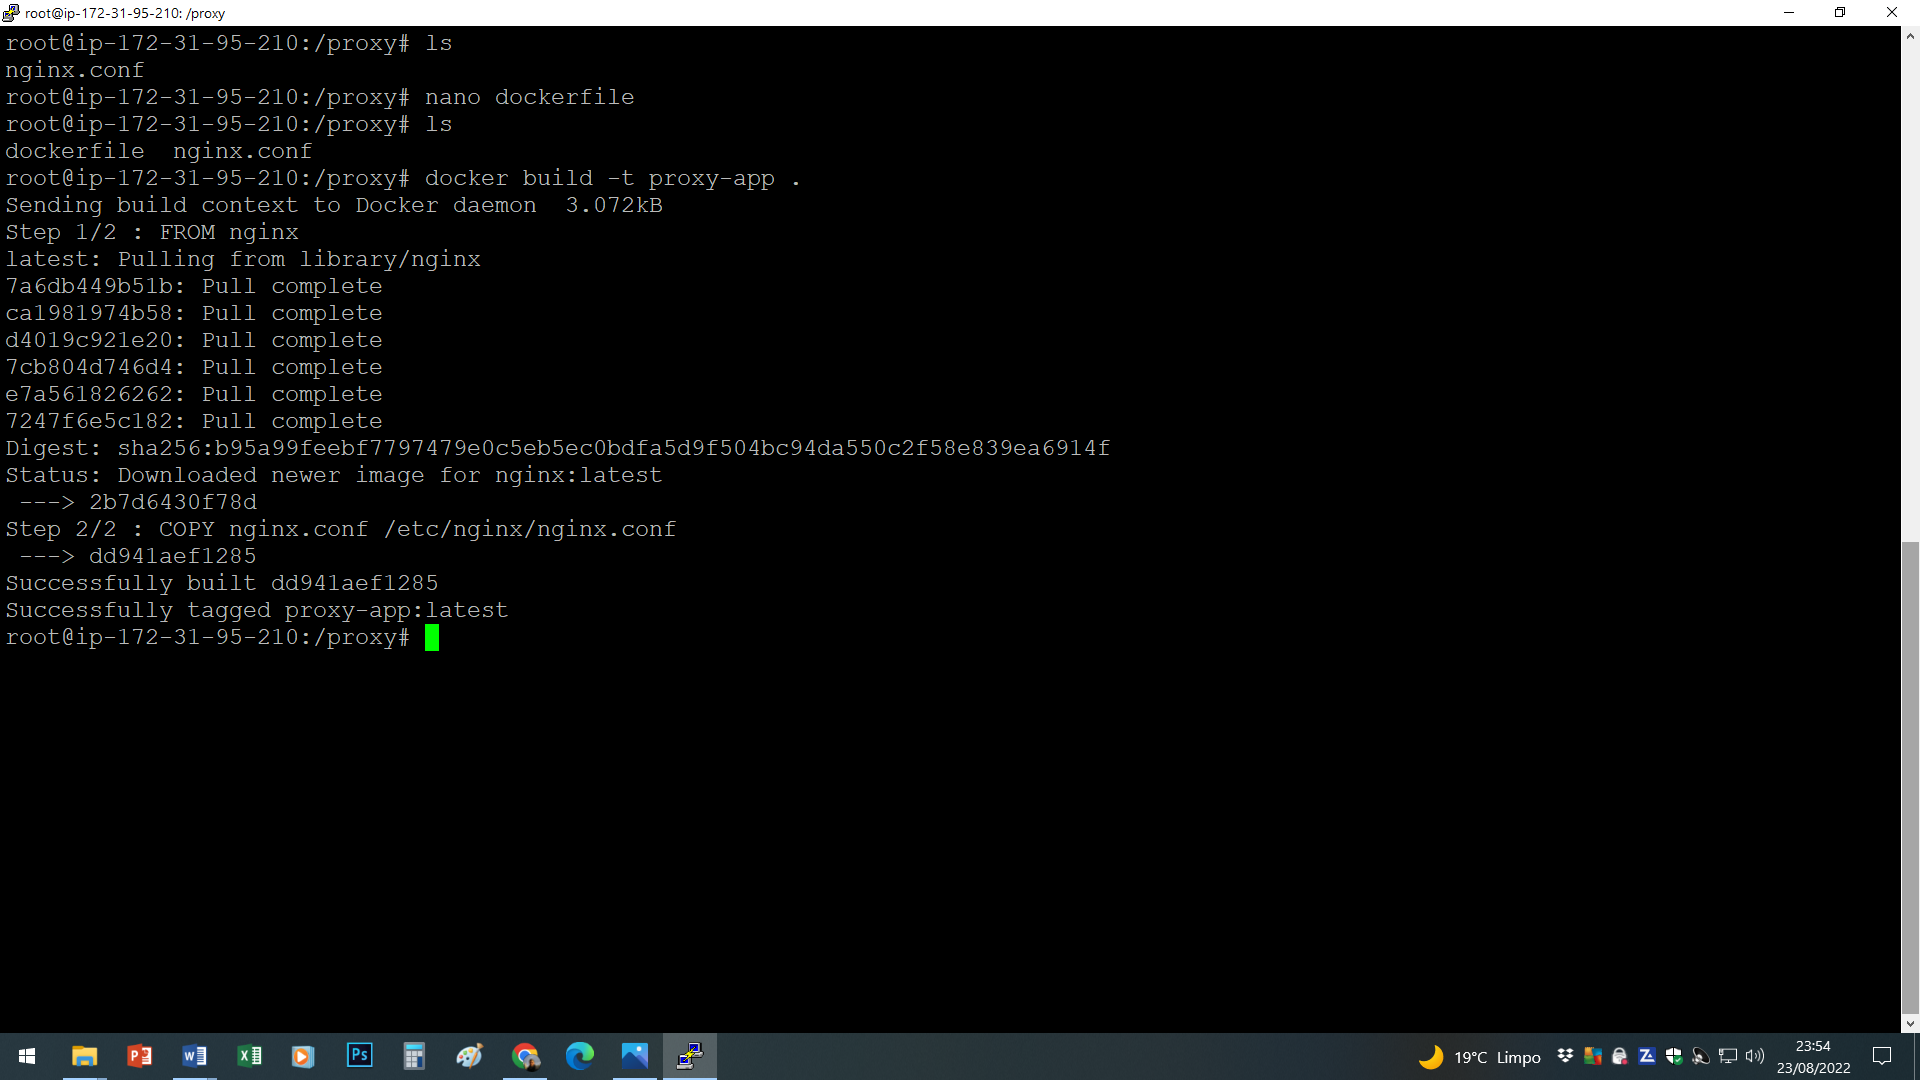 root@ip-172-31-95-210: /proxy
root@ip-172-31-95-210:/proxy# ls
nginx.conf
root@ip-172-31-95-210:/proxy# nano dockerfile
root@ip-172-31-95-210:/proxy# ls
dockerfile  nginx.conf
root@ip-172-31-95-210:/proxy# docker build -t proxy-app .
Sending build context to Docker daemon  3.072kB
Step 1/2 : FROM nginx
latest: Pulling from library/nginx
7a6db449b51b: Pull complete
ca1981974b58: Pull complete
d4019c921e20: Pull complete
7cb804d746d4: Pull complete
e7a561826262: Pull complete
7247f6e5c182: Pull complete
Digest: sha256:b95a99feebf7797479e0c5eb5ec0bdfa5d9f504bc94da550c2f58e839ea6914f
Status: Downloaded newer image for nginx:latest
 ---> 2b7d6430f78d
Step 2/2 : COPY nginx.conf /etc/nginx/nginx.conf
 ---> dd941aef1285
Successfully built dd941aef1285
Successfully tagged proxy-app:latest
root@ip-172-31-95-210:/proxy#
19°C Limpo
23:54
23/08/2022